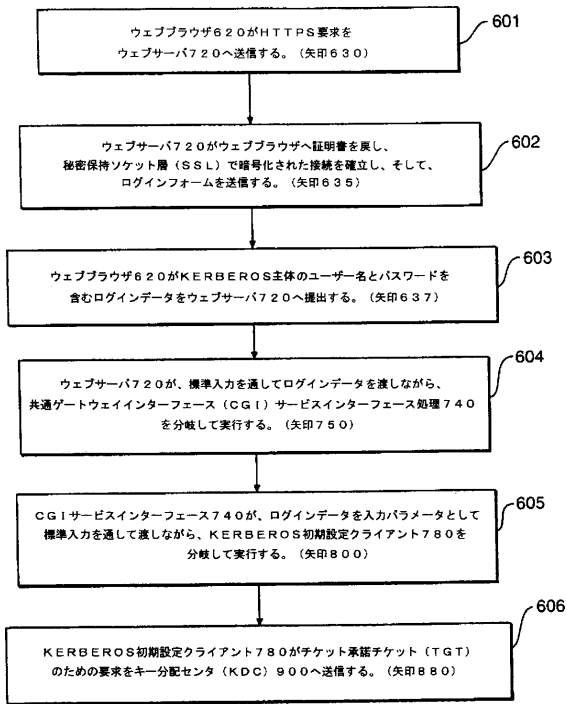 ウェブブラウザ620がHTTPS要求を
ウェブサーバ720へ送信する。(矢印630)
601
ウェブサーバ720がウェブブラウザへ証明書を戻し、
秘密保持ソケット層(SSL)で暗号化された接続を確立し、そして、
ログインフォームを送信する。(矢印635)
602
ウェブブラウザ620がKERBEROS主体のユーザー名とパスワードを
含むログインデータをウェブサーバ720へ提出する。(矢印637)
603
ウェブサーバ720が、標準入力を通してログインデータを渡しながら、
共通ゲートウェイインターフェース(CGI)サービスインターフェース処理740
を分岐して実行する。(矢印750)
604
CGIサービスインターフェース740が、ログインデータを入力パラメータとして
標準入力を通して渡しながら、KERBEROS初期設定クライアント780を
分岐して実行する。(矢印800)
605
KERBEROS初期設定クライアント780がチケット承諾チケット(TGT)
のための要求をキー分配センタ(KDC)900へ送信する。(矢印880)
606